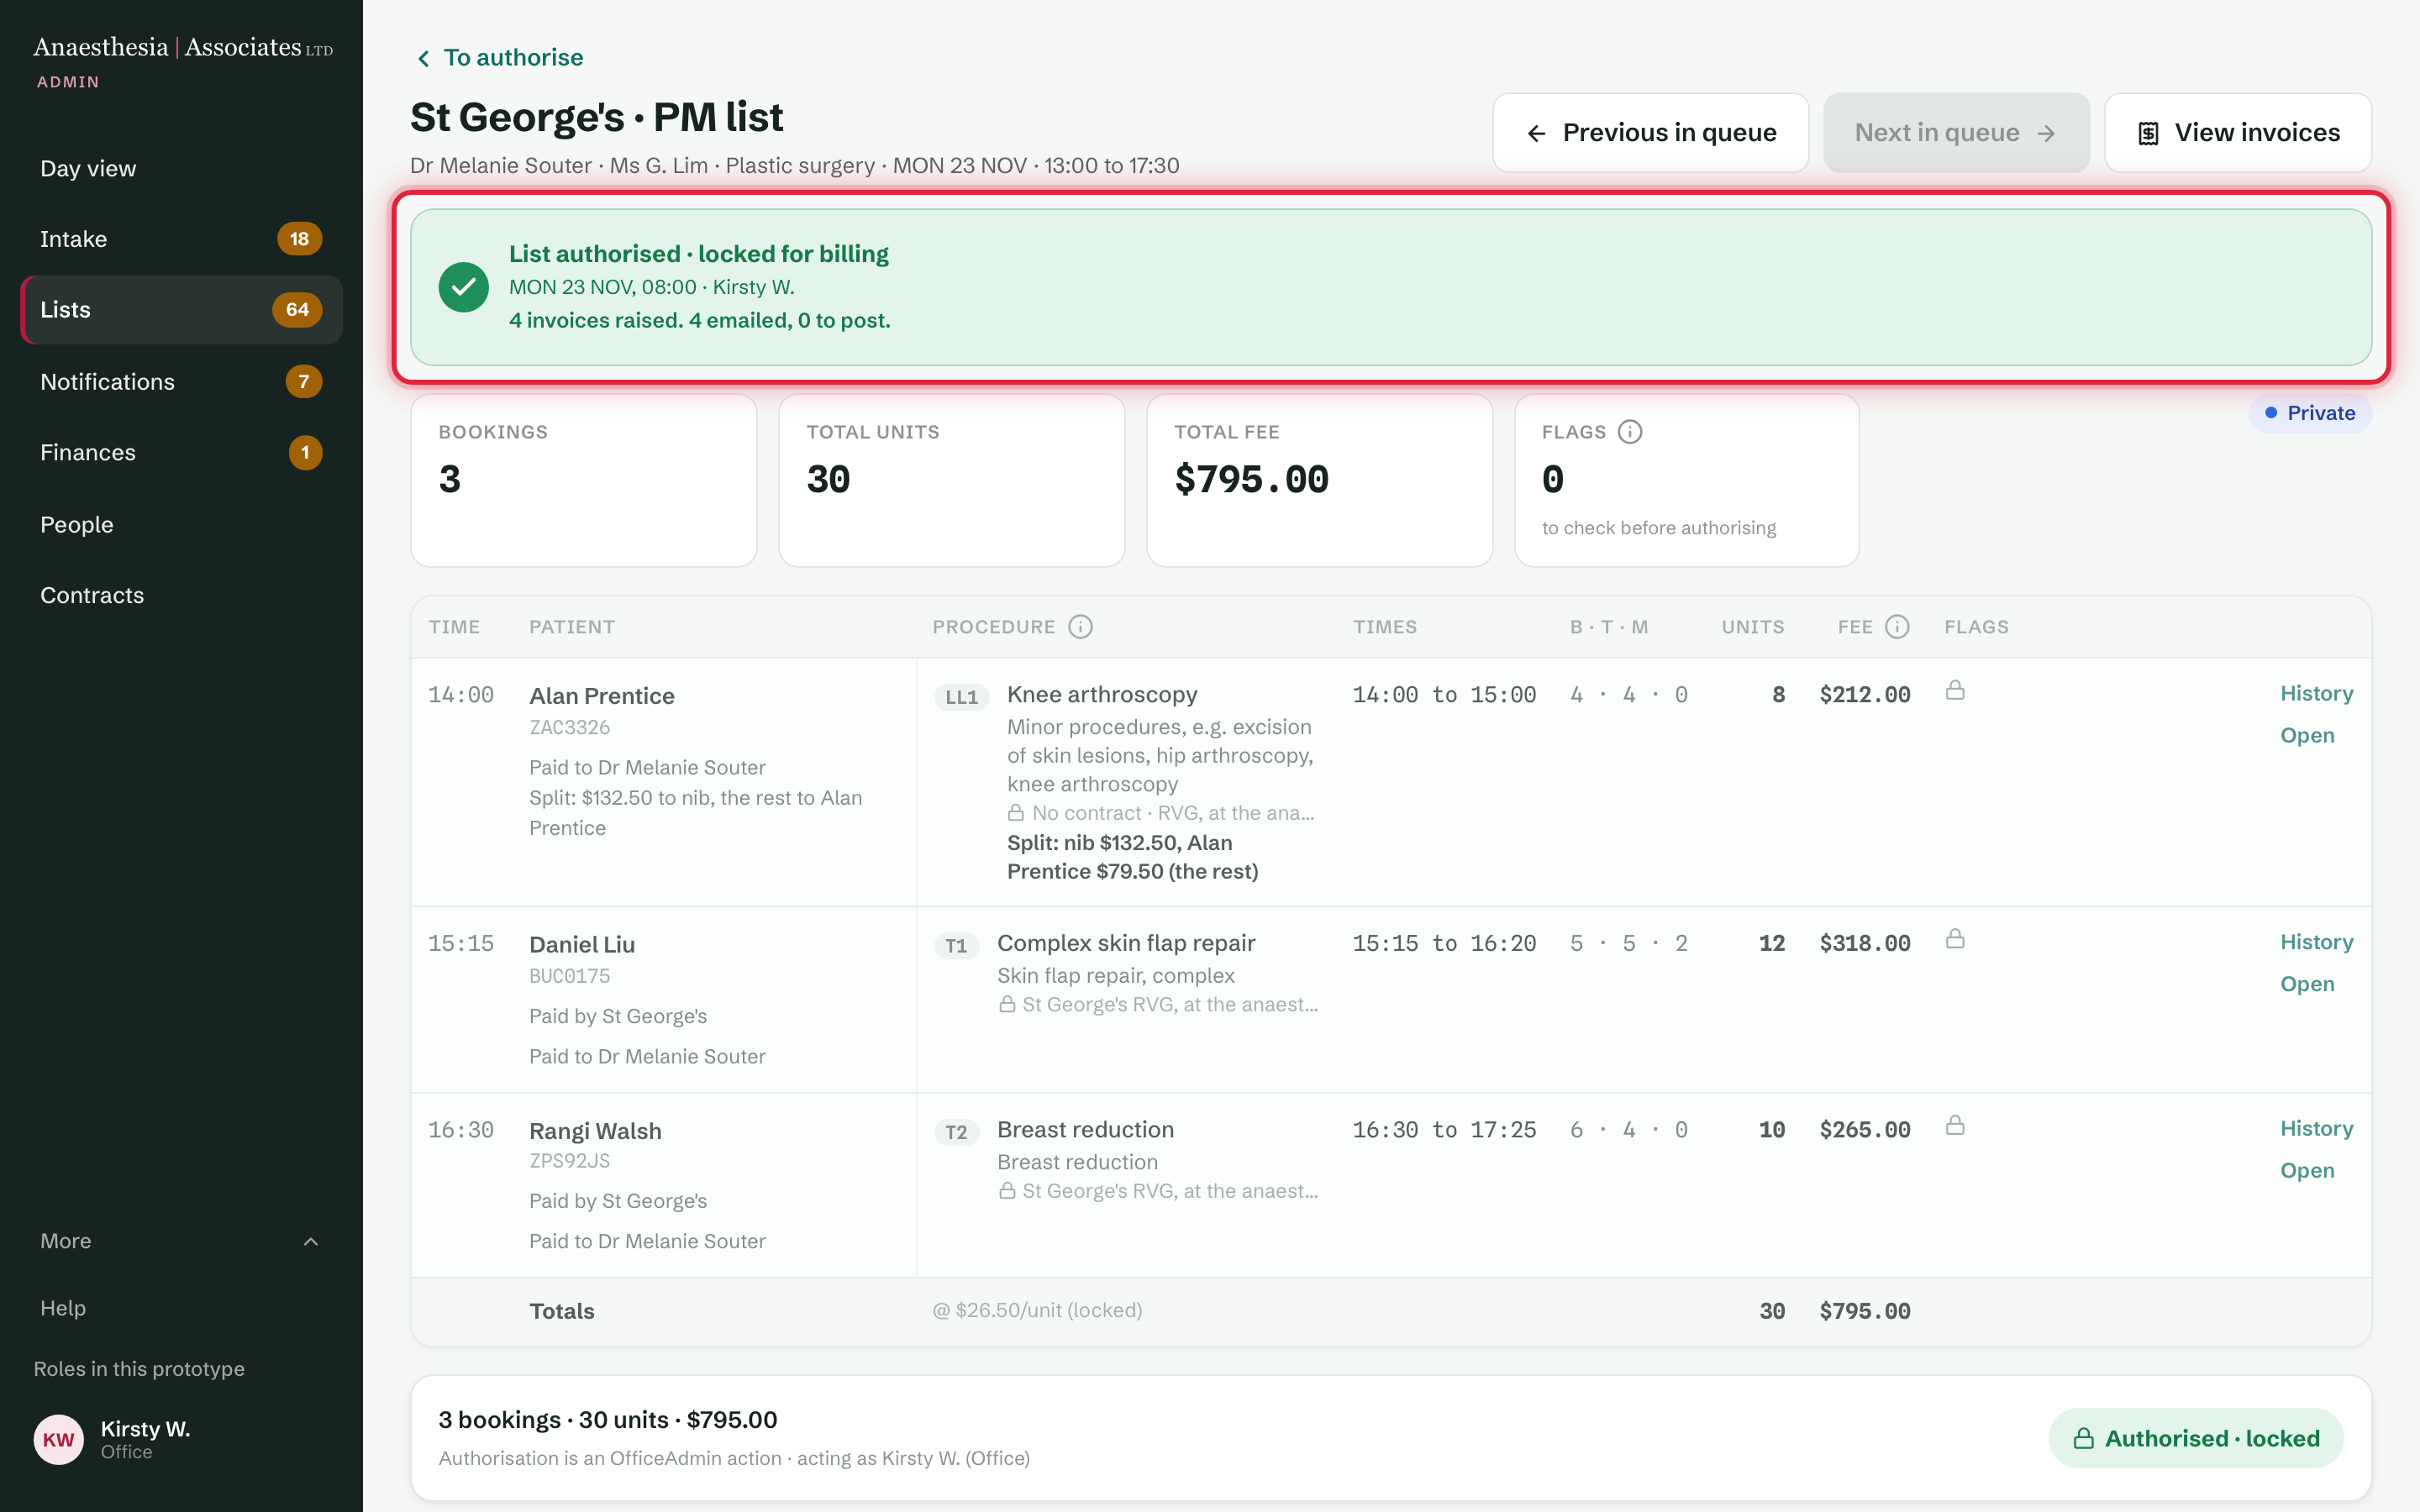 Anaesthesia | Associates LTD
ADMIN
Day view
Intake 18
Lists 64
Notifications 7
Finances 1
People
Contracts
More
Help
Roles in this prototype
KW
Kirsty W.
Office
To authorise
St George's · PM list
Dr Melanie Souter · Ms G. Lim · Plastic surgery · MON 23 NOV · 13:00 to 17:30
Previous in queue
Next in queue
View invoices
List authorised · locked for billing
MON 23 NOV, 08:00 · Kirsty W.
4 invoices raised. 4 emailed, 0 to post.
BOOKINGS
3
TOTAL UNITS
30
TOTAL FEE
$795.00
FLAGS
0
to check before authorising
Private
TIME PATIENT PROCEDURE TIMES B · T · M UNITS FEE FLAGS
14:00
Alan Prentice
ZAC3326
Paid to Dr Melanie Souter
Split: $132.50 to nib, the rest to Alan
Prentice
LL1
Knee arthroscopy
Minor procedures, e.g. excision
of skin lesions, hip arthroscopy,
knee arthroscopy
No contract · RVG, at the ana...
Split: nib $132.50, Alan
Prentice $79.50 (the rest)
14:00 to 15:00
4 · 4 · 0
8
$212.00
History
Open
15:15
Daniel Liu
BUC0175
Paid by St George's
Paid to Dr Melanie Souter
T1
Complex skin flap repair
Skin flap repair, complex
St George's RVG, at the anaest...
15:15 to 16:20
5 · 5 · 2
12
$318.00
History
Open
16:30
Rangi Walsh
ZPS92JS
Paid by St George's
Paid to Dr Melanie Souter
T2
Breast reduction
Breast reduction
St George's RVG, at the anaest...
16:30 to 17:25
6 · 4 · 0
10
$265.00
History
Open
Totals @ $26.50/unit (locked) 30 $795.00
3 bookings · 30 units · $795.00
Authorisation is an OfficeAdmin action · acting as Kirsty W. (Office)
Authorised · locked